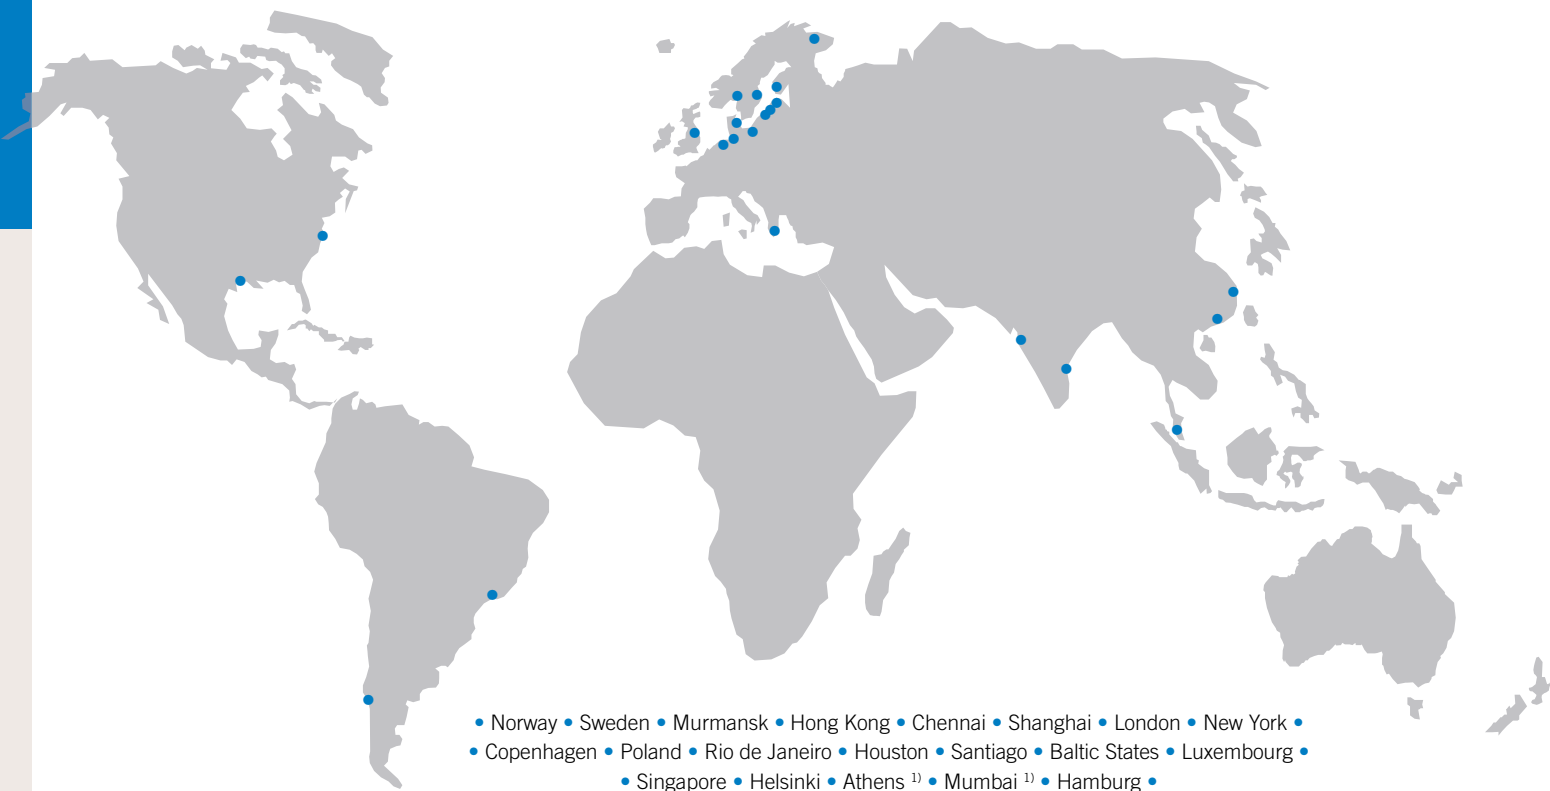 • Norway • Sweden • Murmansk • Hong Kong • Chennai • Shanghai • London • New York •
• Copenhagen • Poland • Rio de Janeiro • Houston • Santiago • Baltic States • Luxembourg •
• Singapore • Helsinki • Athens 1) • Mumbai 1) • Hamburg •